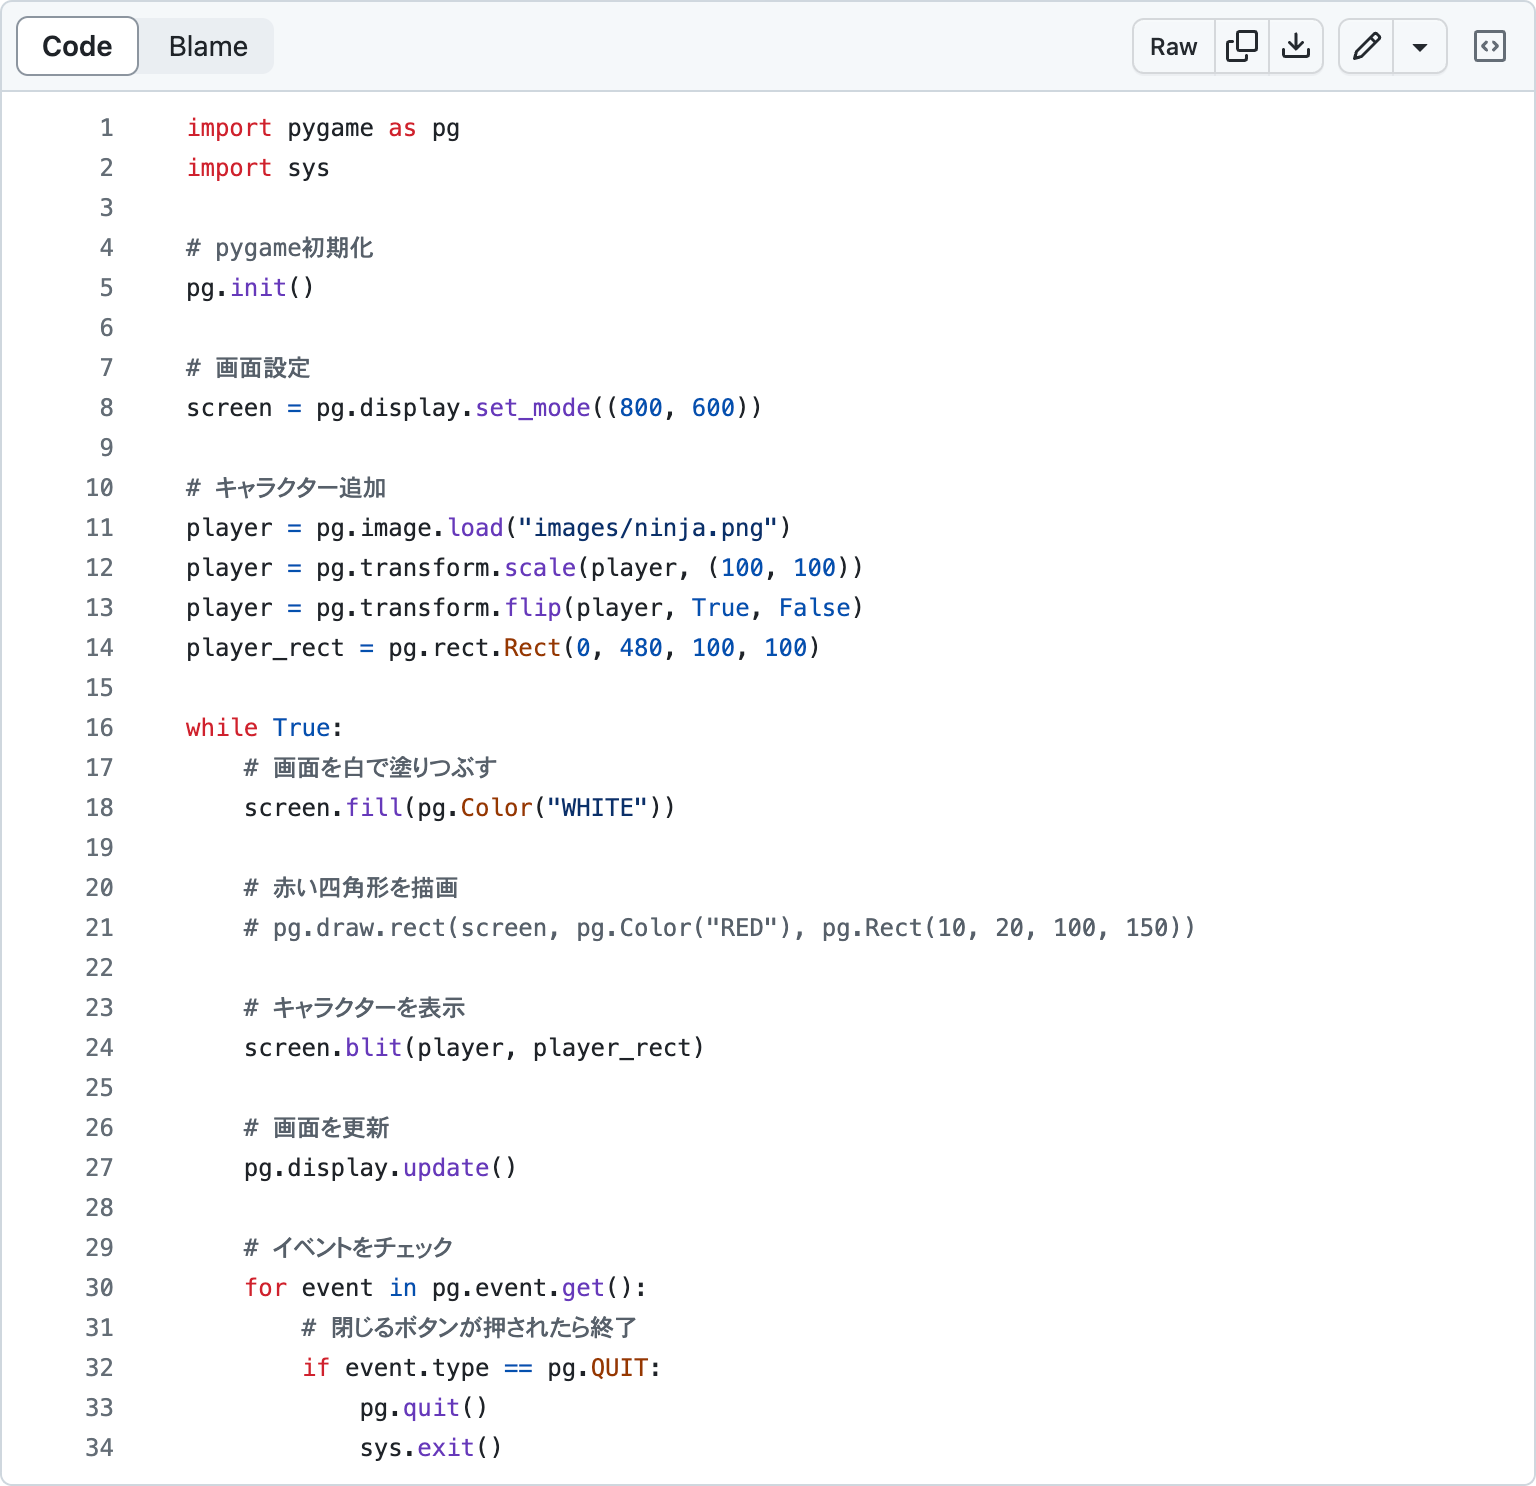 Code Blame Raw
1 import pygame as pg
2 import sys
3
4 # pygame初期化
5 pg.init()
6
7 # 画面設定
8 screen = pg.display.set_mode((800, 600))
9
10 # キャラクター追加
11 player = pg.image.load("images/ninja.png")
12 player = pg.transform.scale(player, (100, 100))
13 player = pg.transform.flip(player, True, False)
14 player_rect = pg.rect.Rect(0, 480, 100, 100)
15
16 while True:
17     # 画面を白で塗りつぶす
18     screen.fill(pg.Color("WHITE"))
19
20     # 赤い四角形を描画
21     # pg.draw.rect(screen, pg.Color("RED"), pg.Rect(10, 20, 100, 150))
22
23     # キャラクターを表示
24     screen.blit(player, player_rect)
25
26     # 画面を更新
27     pg.display.update()
28
29     # イベントをチェック
30     for event in pg.event.get():
31         # 閉じるボタンが押されたら終了
32         if event.type == pg.QUIT:
33             pg.quit()
34             sys.exit()